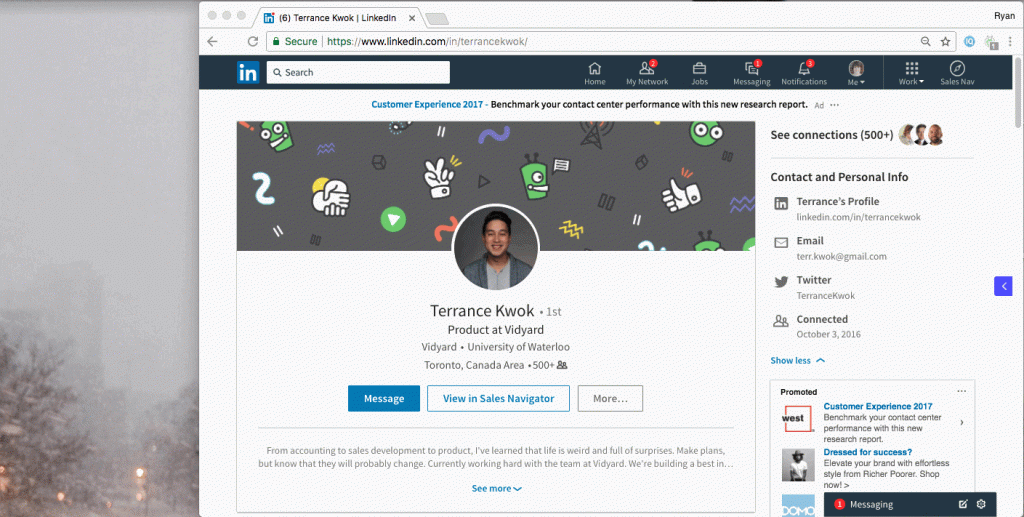 (6) Terrance Kwok | LinkedIn
Ryan
Secure https://www.linkedin.com/in/terrancekwok/
in
Search
Home
2
My Network
Jobs
1
Messaging
3
Notifications
Me
Work
Sales Nav
Customer Experience 2017 - Benchmark your contact center performance with this new research report. Ad ...
Terrance Kwok • 1st
Product at Vidyard
Vidyard • University of Waterloo
Toronto, Canada Area • 500+
Message
View in Sales Navigator
More...
From accounting to sales development to product, I've learned that life is weird and full of surprises. Make plans,
but know that they will probably change. Currently working hard with the team at Vidyard. We're building a best in...
See more
See connections (500+)
Contact and Personal Info
Terrance's Profile
linkedin.com/in/terrancekwok
Email
terr.kwok@gmail.com
Twitter
TerranceKwok
Connected
October 3, 2016
Show less
Promoted
...
west
Customer Experience 2017
Benchmark your contact center
performance with this new
research report.
Dressed for success?
Elevate your brand with effortless
style from Richer Poorer. Shop
now! >
DOMO
1 Messaging